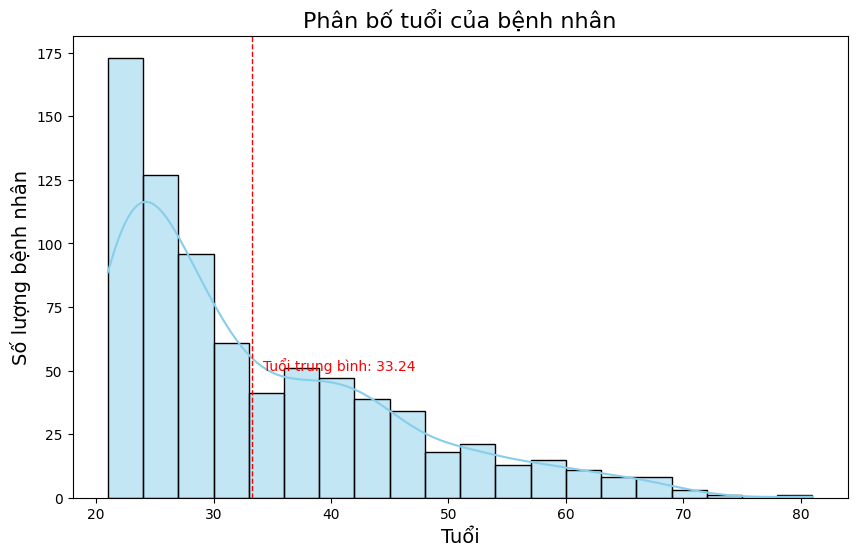 Phân bố tuổi của bệnh nhân
Số lượng bệnh nhân
175
150
125
100
75
50
25
0
Tuổi trung bình: 33.24
20 30 40 50 60 70 80
Tuổi